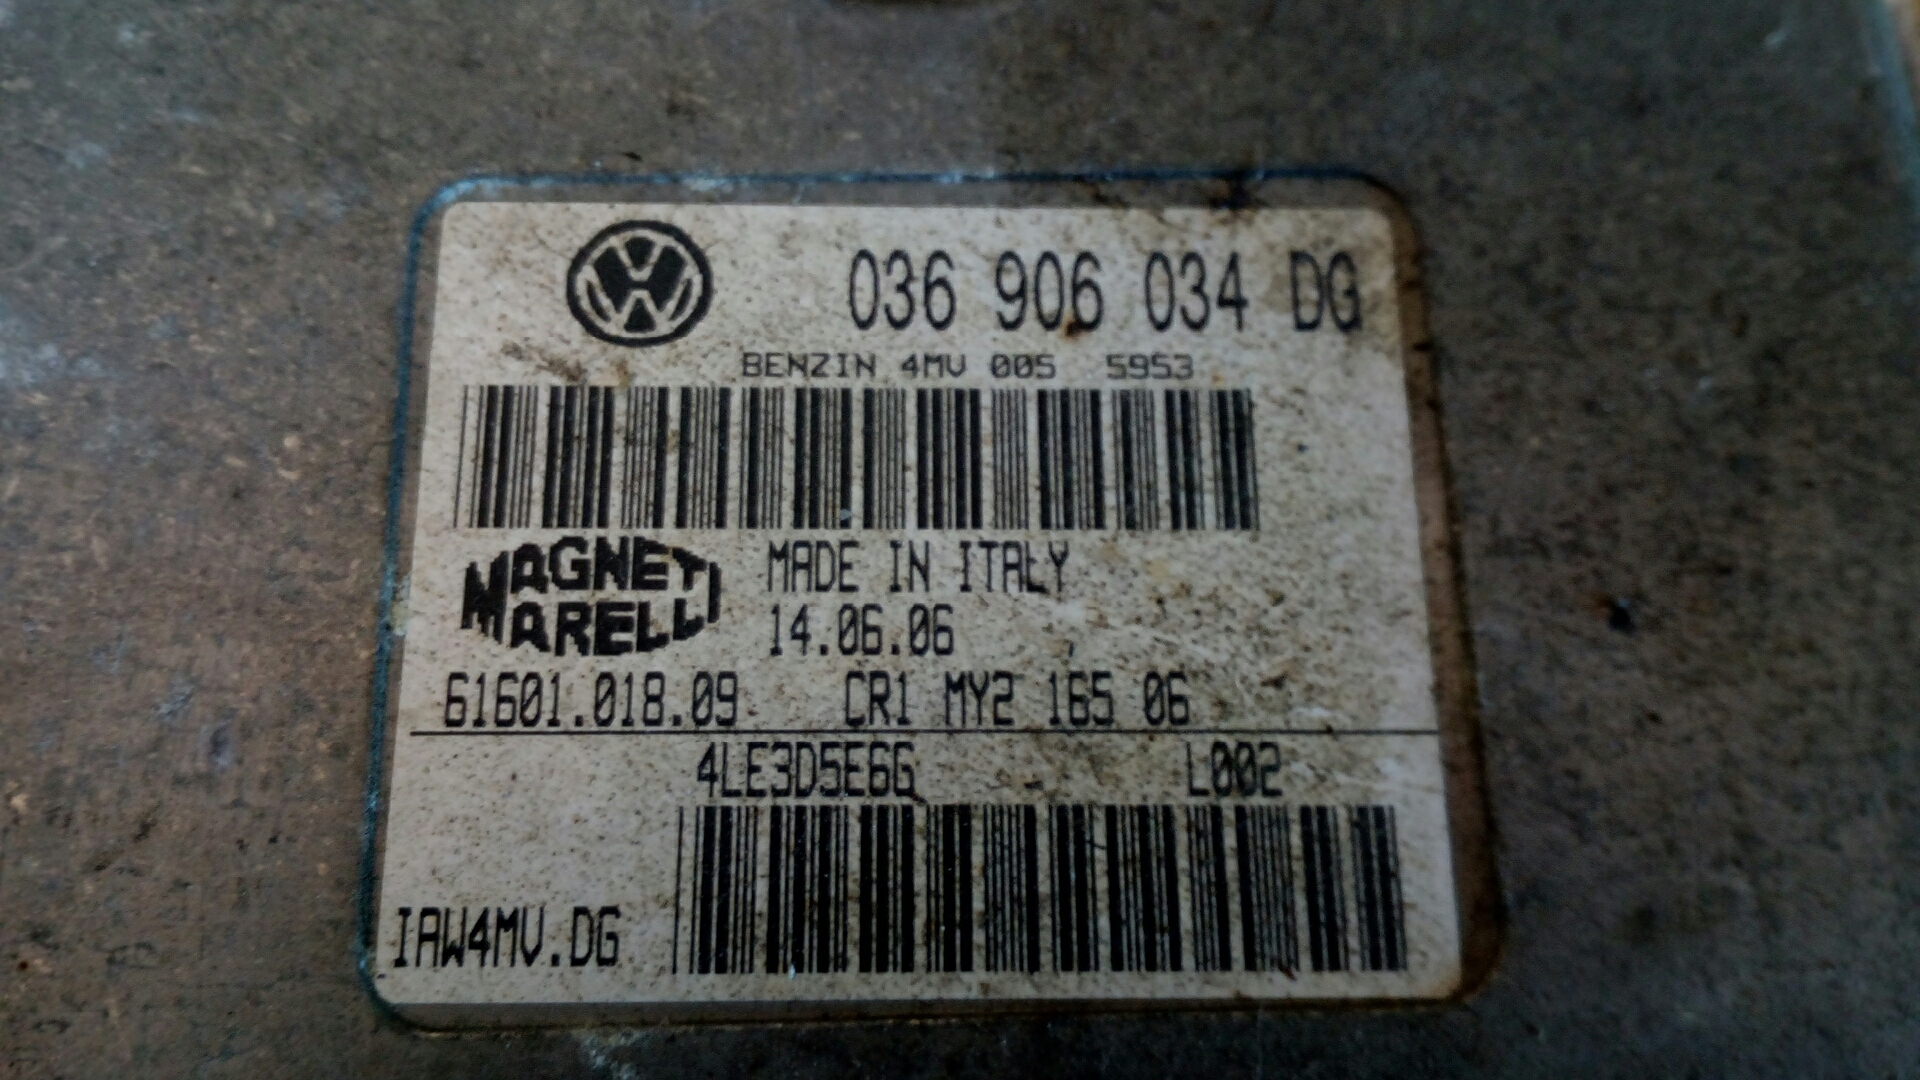 036 906 034 DG
BENZIN 4MV 005 5953
MAGNETI
MARELLI
MADE IN ITALY
14.06.06
61601.018.09 CR1 MY2 165 06
4LE3D5E6G L002
IAW4MV.DG